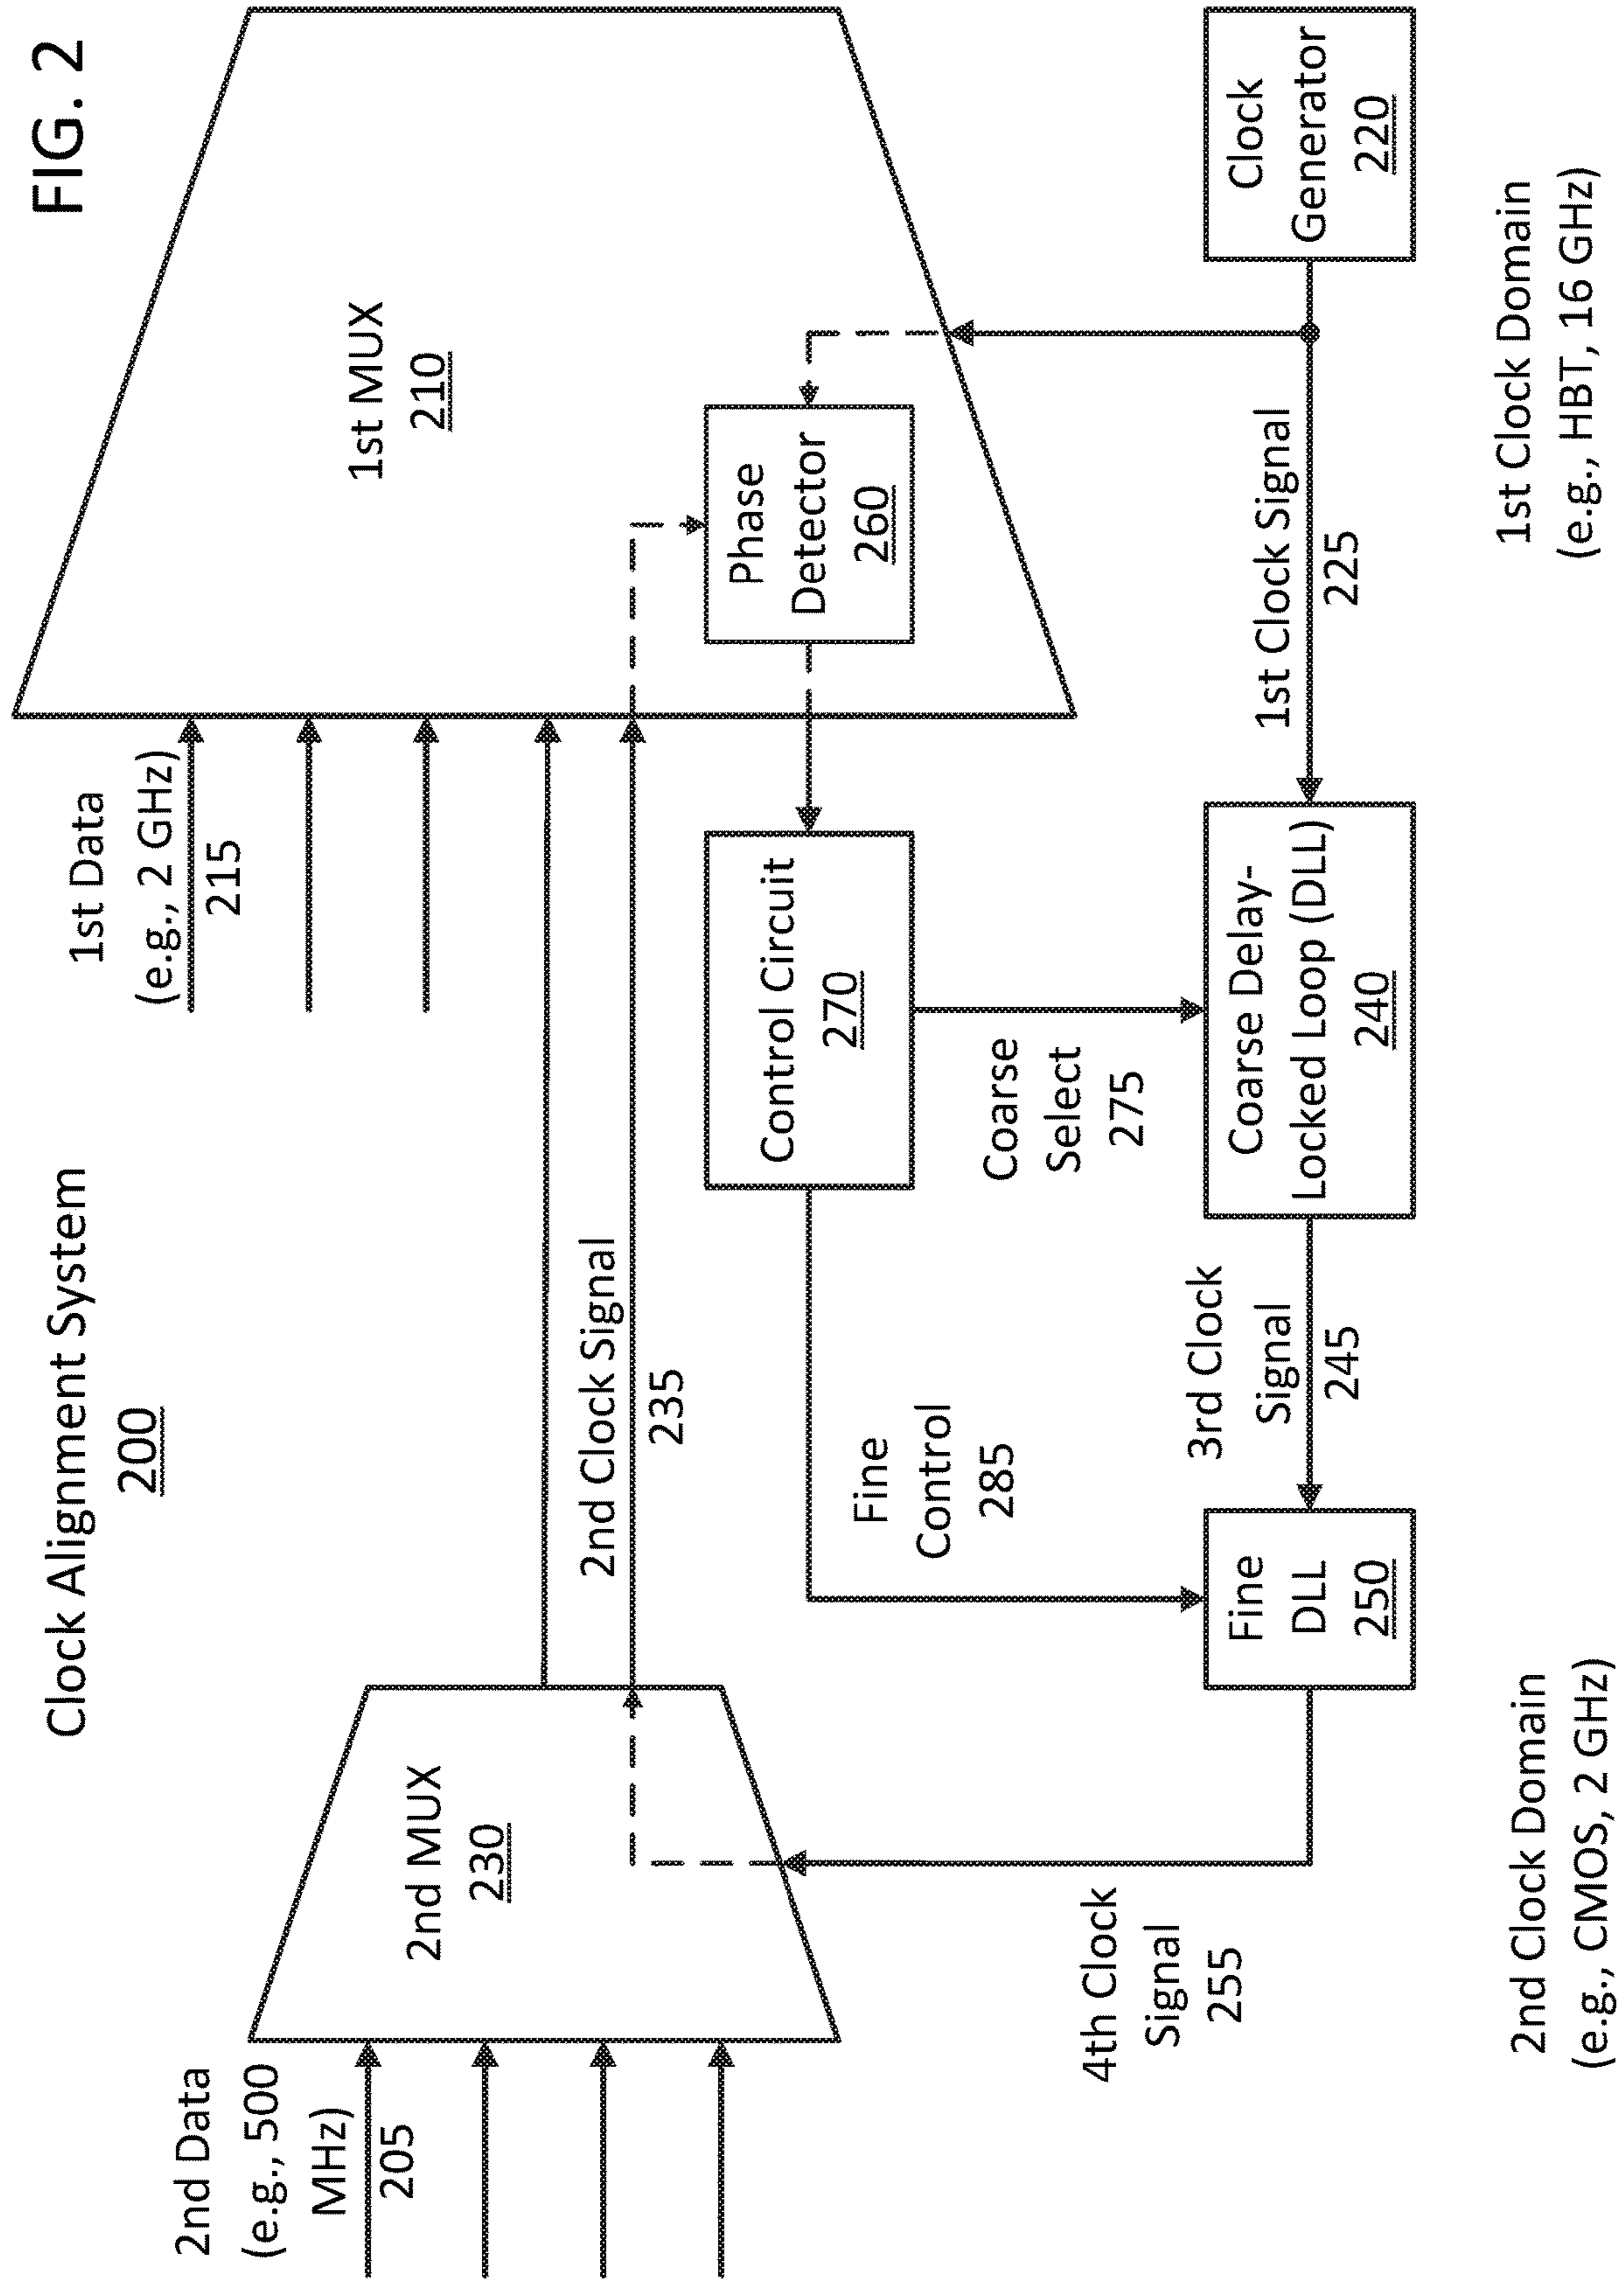 Clock Alignment System
200
FIG. 2
1st Data
(e.g., 2 GHz)
215
1st MUX
210
2nd Data
(e.g., 500
MHz)
205
2nd MUX
230
2nd Clock Signal
235
Phase
Detector
260
Control Circuit
270
Fine
Control
285
Coarse
Select
275
4th Clock
Signal
255
Fine
DLL
250
3rd Clock
Signal
245
Coarse Delay-
Locked Loop (DLL)
240
1st Clock Signal
225
Clock
Generator
220
2nd Clock Domain
(e.g., CMOS, 2 GHz)
1st Clock Domain
(e.g., HBT, 16 GHz)